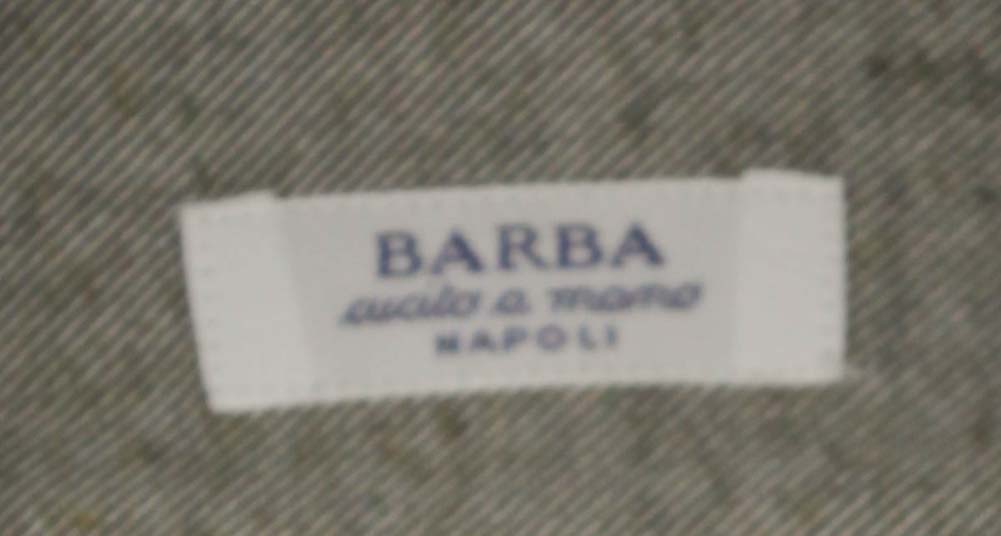 BARBA
cucito a mano
NAPOLI